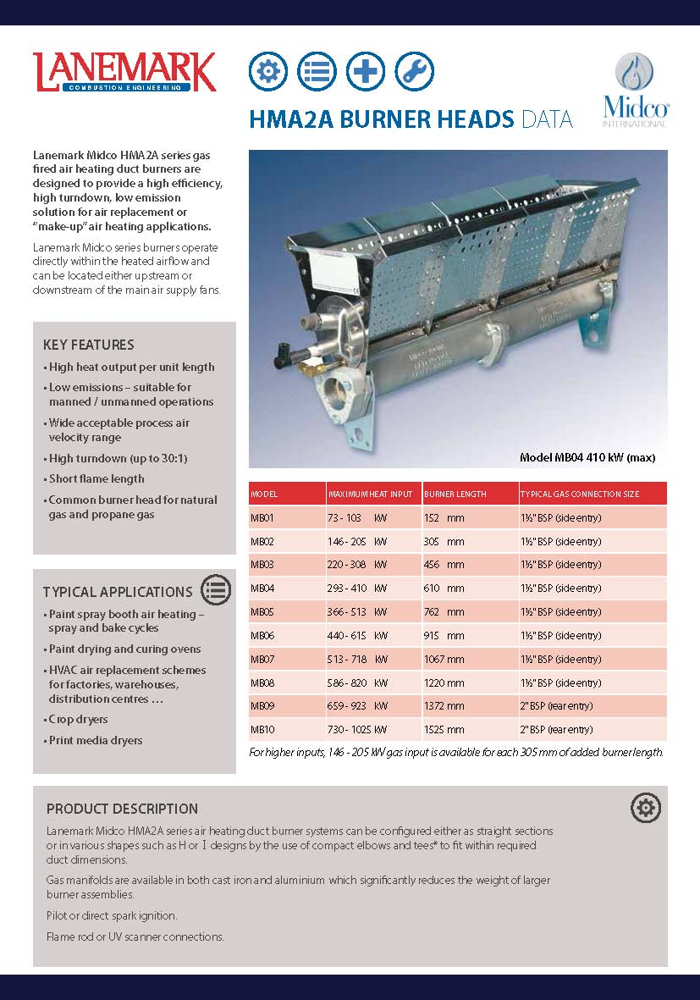 LANEMARK
COMBUSTION ENGINEERING
Midco®
INTERNATIONAL
HMA2A BURNER HEADS DATA
Lanemark Midco HMA2A series gas
fired air heating duct burners are
designed to provide a high efficiency,
high turndown, low emission
solution for air replacement or
“make-up” air heating applications.
Lanemark Midco series burners operate
directly within the heated airflow and
can be located either upstream or
downstream of the main air supply fans.
KEY FEATURES
• High heat output per unit length
• Low emissions – suitable for
manned / unmanned operations
• Wide acceptable process air
velocity range
• High turndown (up to 30:1)
• Short flame length
• Common burner head for natural
gas and propane gas
TYPICAL APPLICATIONS
• Paint spray booth air heating –
spray and bake cycles
• Paint drying and curing ovens
• HVAC air replacement schemes
for factories, warehouses,
distribution centres …
• Crop dryers
• Print media dryers
Model MB04 410 kW (max)
MODEL MAXIMUM HEAT INPUT BURNER LENGTH TYPICAL GAS CONNECTION SIZE
MB01 73 - 103 kW 152 mm 1½" BSP (side entry)
MB02 146 - 205 kW 305 mm 1½" BSP (side entry)
MB03 220 - 308 kW 456 mm 1½" BSP (side entry)
MB04 293 - 410 kW 610 mm 1½" BSP (side entry)
MB05 366 - 513 kW 762 mm 1½" BSP (side entry)
MB06 440 - 615 kW 915 mm 1½" BSP (side entry)
MB07 513 - 718 kW 1067 mm 1½" BSP (side entry)
MB08 586 - 820 kW 1220 mm 1½" BSP (side entry)
MB09 659 - 923 kW 1372 mm 2" BSP (rear entry)
MB10 730 - 1025 kW 1525 mm 2" BSP (rear entry)
For higher inputs, 146 - 205 kW gas input is available for each 305 mm of added burner length.
PRODUCT DESCRIPTION
Lanemark Midco HMA2A series air heating duct burner systems can be configured either as straight sections
or in various shapes such as H or I designs by the use of compact elbows and tees* to fit within required
duct dimensions.
Gas manifolds are available in both cast iron and aluminium which significantly reduces the weight of larger
burner assemblies.
Pilot or direct spark ignition.
Flame rod or UV scanner connections.